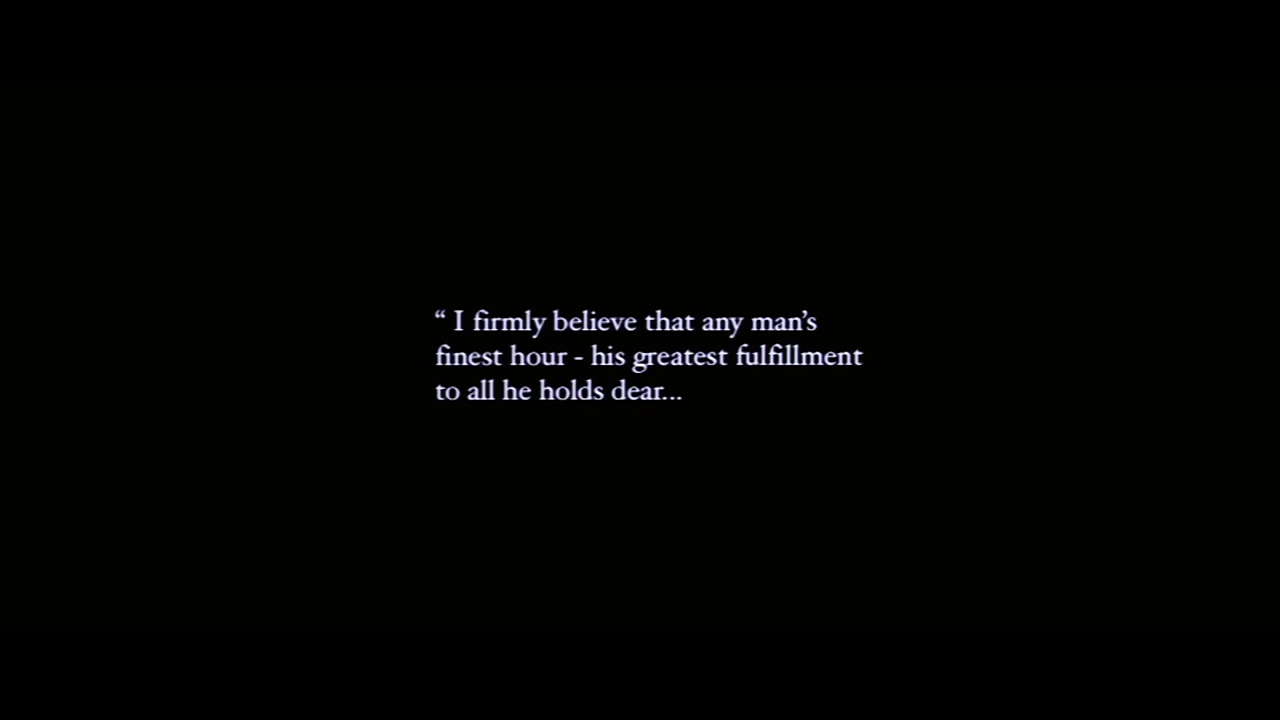 “ I firmly believe that any man’s
finest hour - his greatest fulfillment
to all he holds dear...